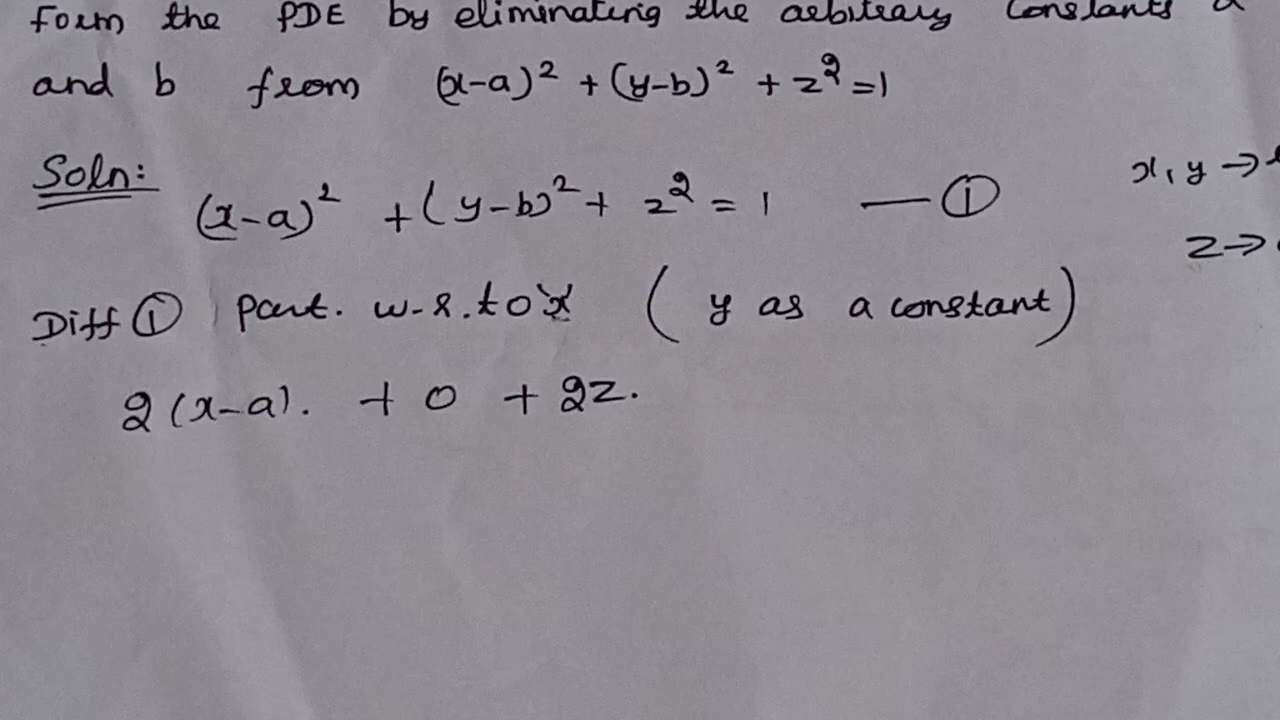 Form the PDE by eliminating the arbitrary constants a
and b from (x-a)² + (y-b)² + z² = 1
Soln:
(x-a)² + (y-b)² + z² = 1 — ①
x, y →
z →
Diff ① part. w.r.to 'x' ( y as a constant)
2(x-a). + 0 + 2z.